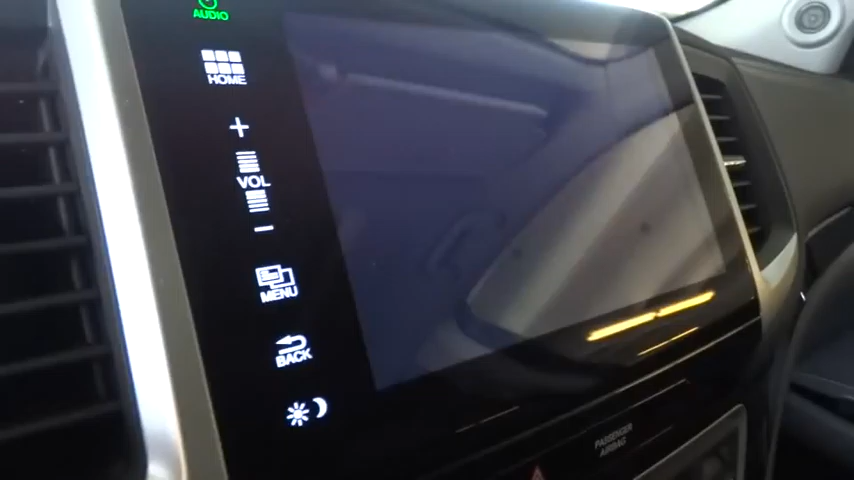 AUDIO
HOME
+
VOL
−
MENU
BACK
PASSENGER
AIRBAG